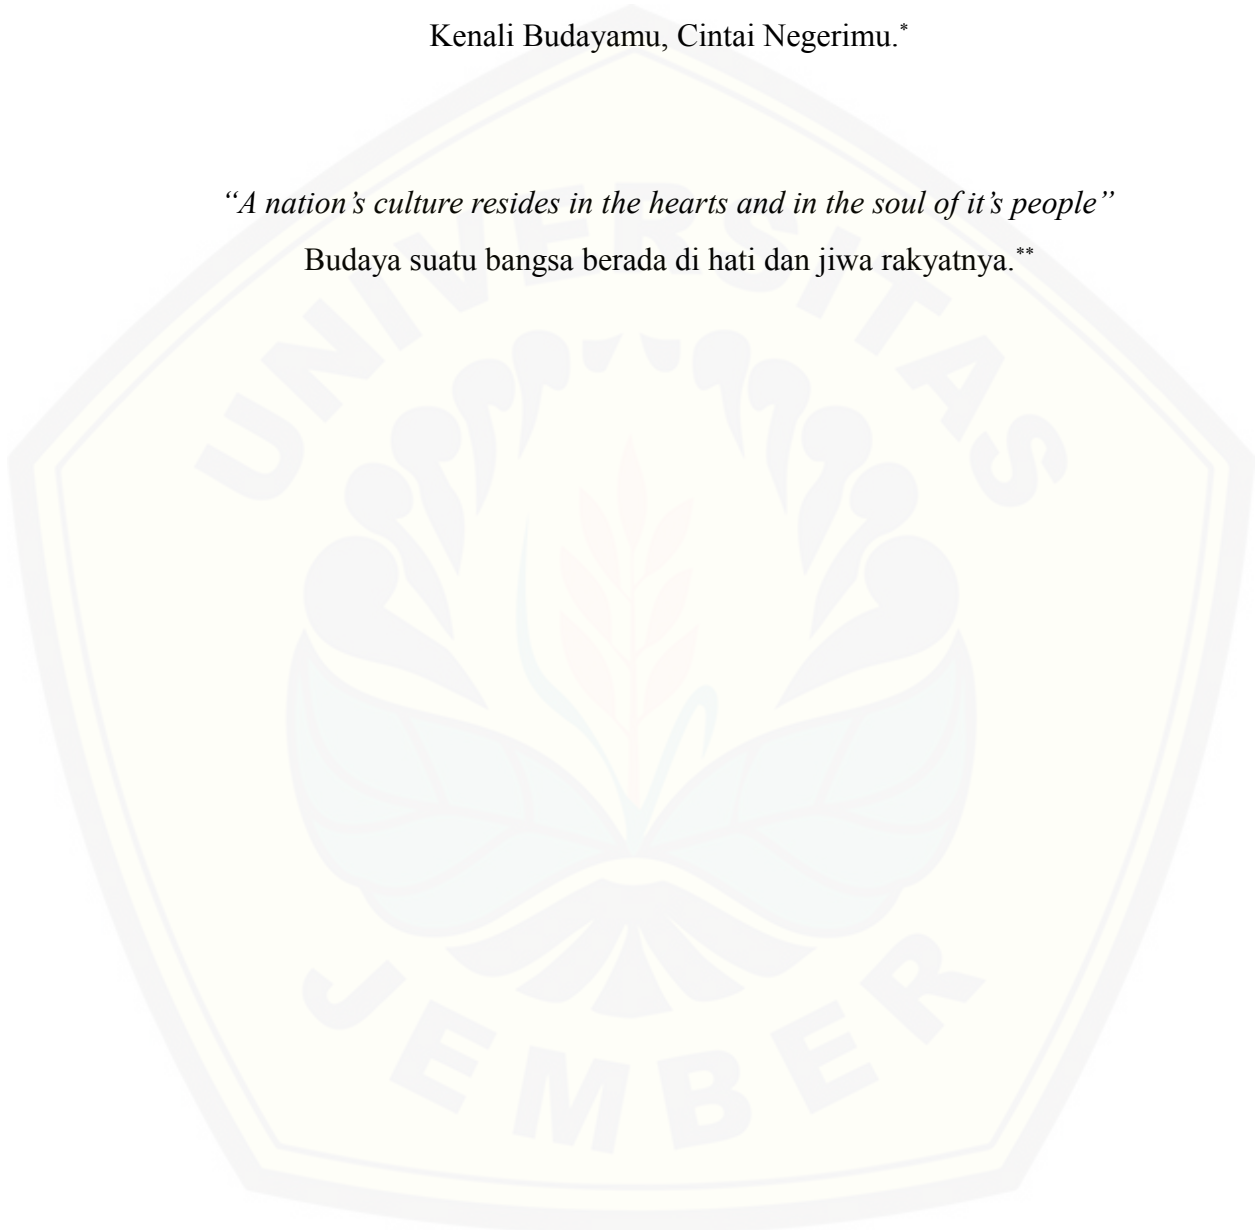 Kenali Budayamu, Cintai Negerimu.*
“A nation’s culture resides in the hearts and in the soul of it’s people”
Budaya suatu bangsa berada di hati dan jiwa rakyatnya.**
UNIVERSITAS
JEMBER